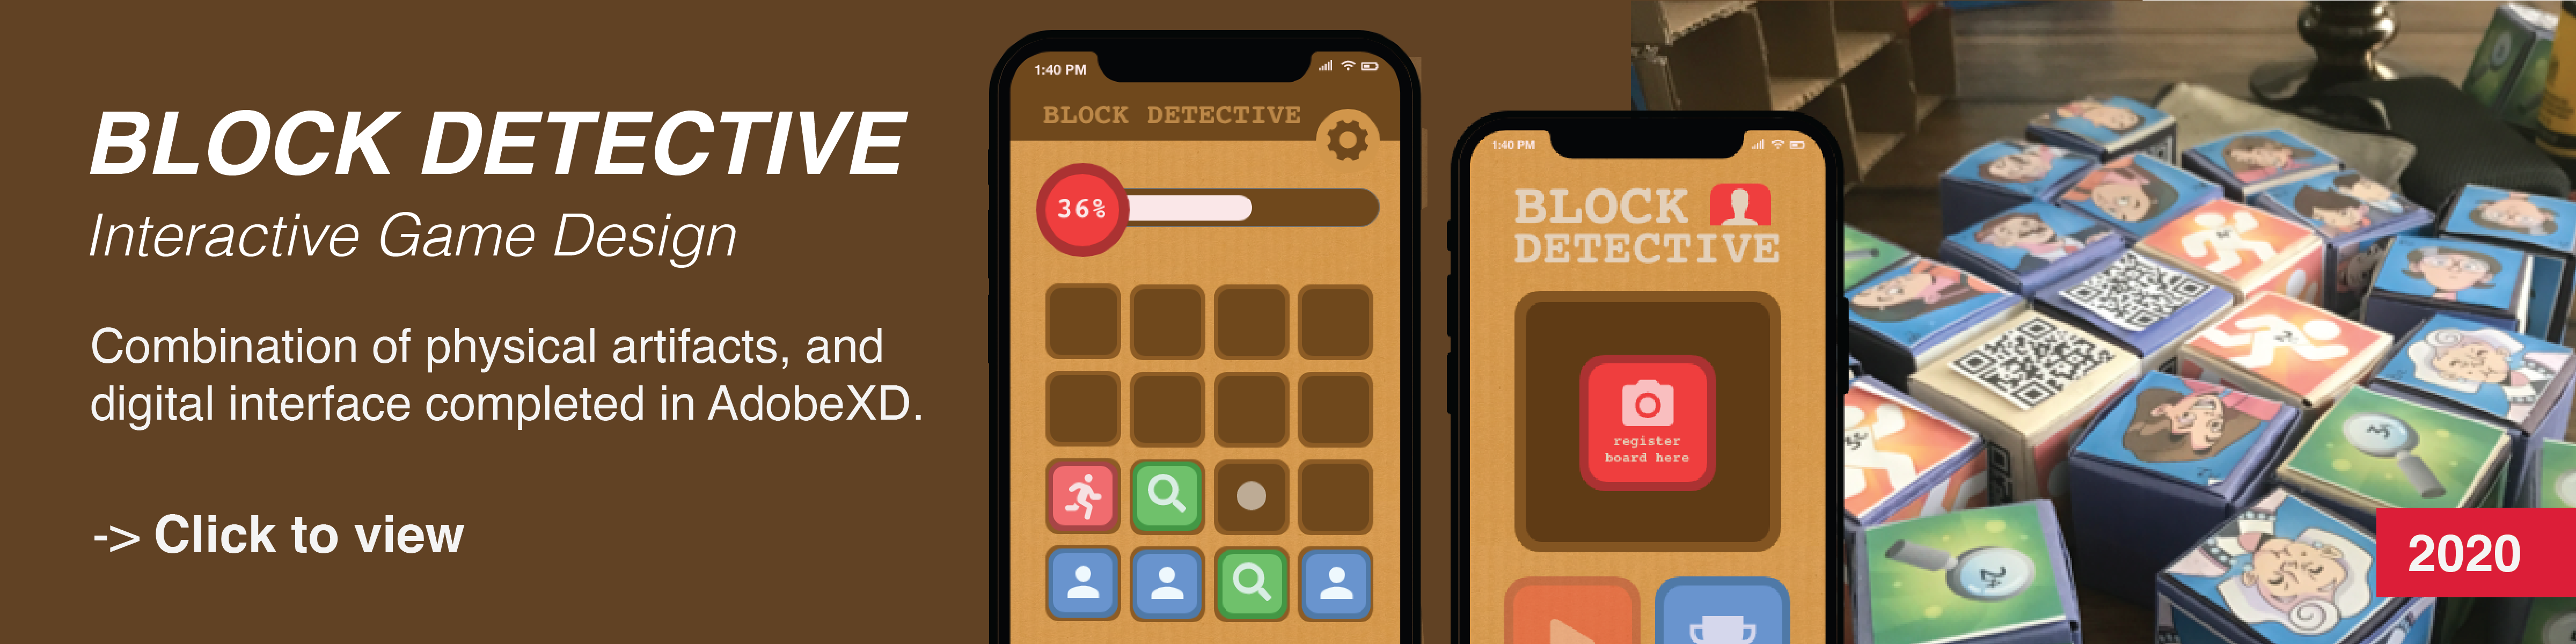 BLOCK DETECTIVE
Interactive Game Design
Combination of physical artifacts, and
digital interface completed in AdobeXD.
-> Click to view
1:40 PM
BLOCK DETECTIVE
36%
1:40 PM
BLOCK
DETECTIVE
register
board here
2020